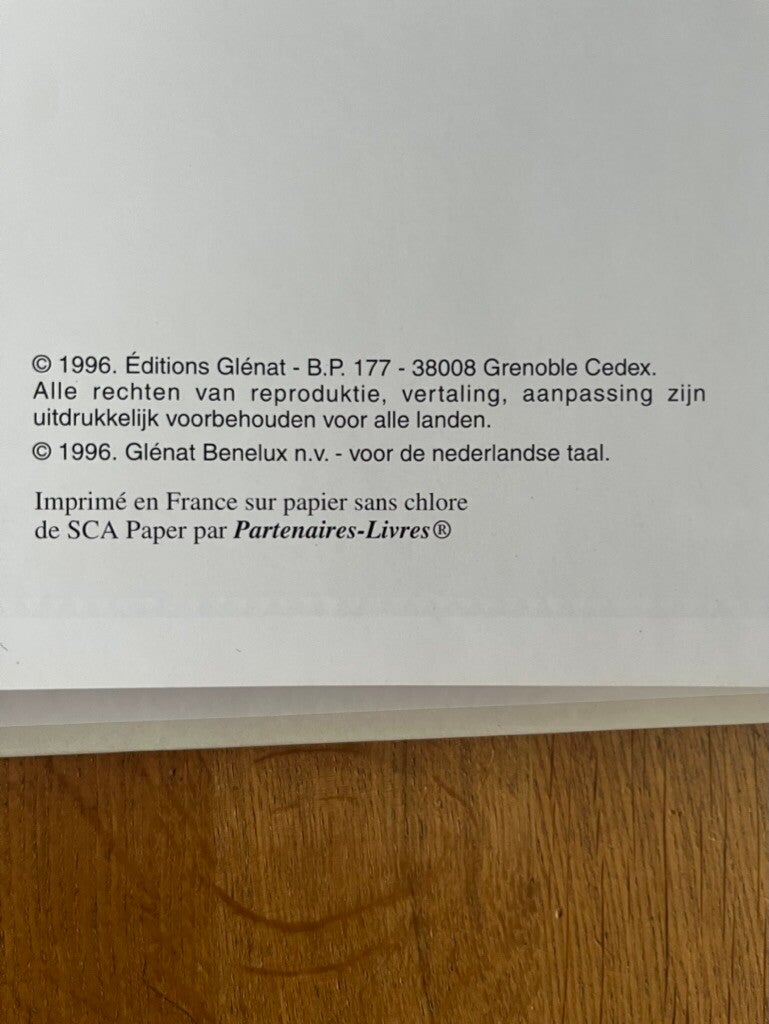 © 1996. Éditions Glénat - B.P. 177 - 38008 Grenoble Cedex.
Alle rechten van reproduktie, vertaling, aanpassing zijn
uitdrukkelijk voorbehouden voor alle landen.
© 1996. Glénat Benelux n.v. - voor de nederlandse taal.
Imprimé en France sur papier sans chlore
de SCA Paper par Partenaires-Livres®